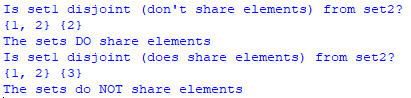 Is set1 disjoint (don't share elements) from set2?
{1, 2} {2}
The sets DO share elements
Is set1 disjoint (does share elements) from set2?
{1, 2} {3}
The sets do NOT share elements